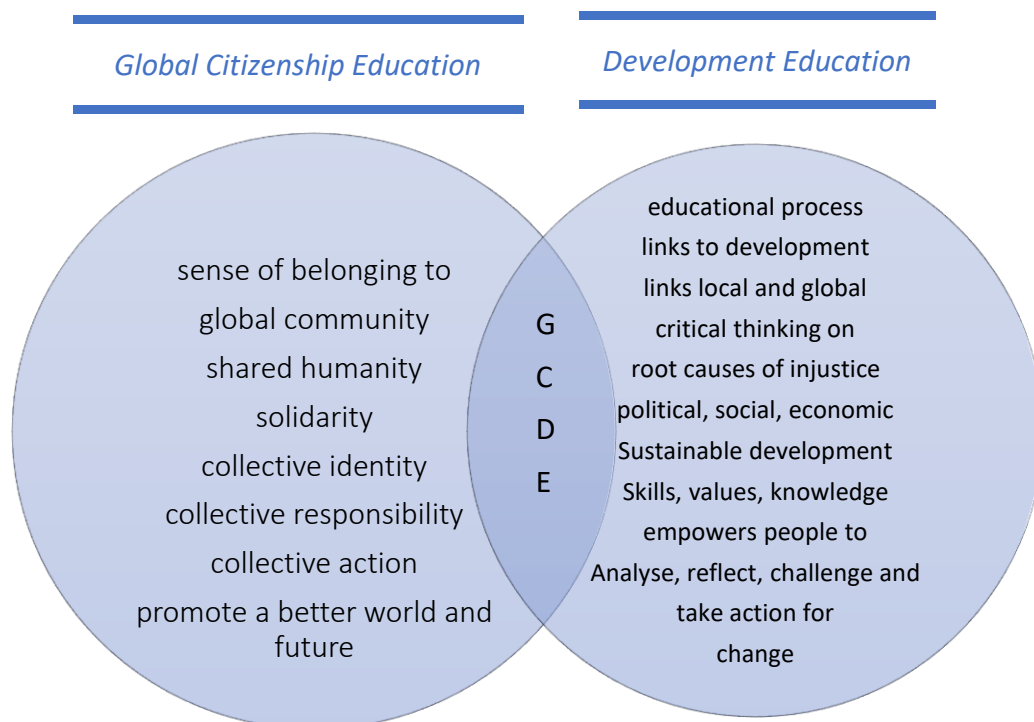 Global Citizenship Education
Development Education
sense of belonging to
global community
shared humanity
solidarity
collective identity
collective responsibility
collective action
promote a better world and
future
G
C
D
E
educational process
links to development
links local and global
critical thinking on
root causes of injustice
political, social, economic
Sustainable development
Skills, values, knowledge
empowers people to
Analyse, reflect, challenge and
take action for
change